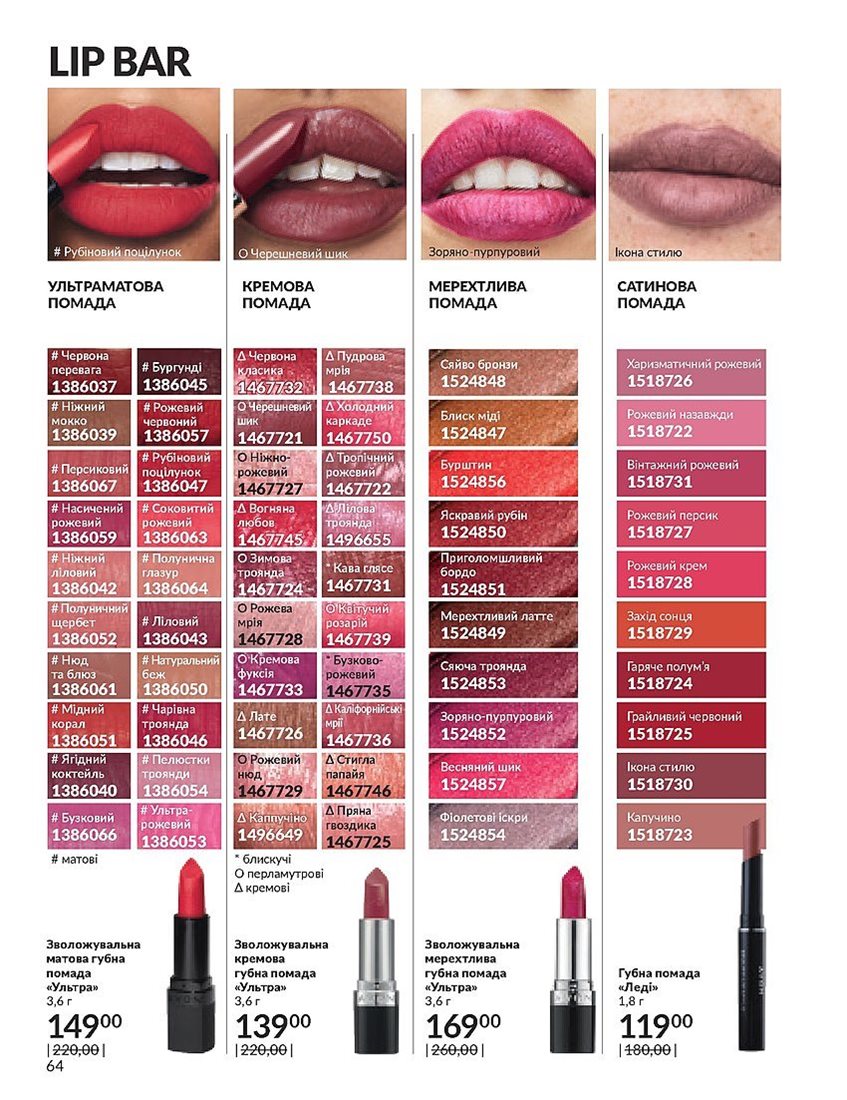 LIP BAR
# Рубіновий поцілунок
О Черешневий шик
Зоряно-пурпуровий
Ікона стилю
УЛЬТРАМАТОВА
ПОМАДА
КРЕМОВА
ПОМАДА
МЕРЕХТЛИВА
ПОМАДА
САТИНОВА
ПОМАДА
# Червона
перевага
1386037
# Бургунді
1386045
# Ніжний
мокко
1386039
# Рожевий
червоний
1386057
# Персиковий
1386067
# Рубіновий
поцілунок
1386047
# Насичений
рожевий
1386059
# Соковитий
рожевий
1386063
# Ніжний
ліловий
1386042
# Полунична
глазур
1386064
# Полуничний
щербет
1386052
# Ліловий
1386043
# Нюд
та блюз
1386061
# Натуральний
беж
1386050
# Мідний
корал
1386051
# Чарівна
троянда
1386046
# Ягідний
коктейль
1386040
# Пелюстки
троянди
1386054
# Бузковий
1386066
# Ультра-
рожевий
1386053
# матові
Δ Червона
класика
1467732
Δ Пудрова
мрія
1467738
О Черешневий
шик
1467721
Δ Холодний
каркаде
1467750
О Ніжно-
рожевий
1467727
Δ Тропічний
рожевий
1467722
Δ Вогняна
любов
1467745
Δ Лілова
троянда
1496655
О Зимова
троянда
1467724
* Кава глясе
1467731
О Рожева
мрія
1467728
О Квітучий
розарій
1467739
О Кремова
фуксія
1467733
* Бузково-
рожевий
1467735
Δ Лате
1467726
Δ Каліфорнійські
мрії
1467736
О Рожевий
нюд
1467729
Δ Стигла
папайя
1467746
Δ Каппучіно
1496649
Δ Пряна
гвоздика
1467725
* блискучі
О перламутрові
Δ кремові
Сяйво бронзи
1524848
Блиск міді
1524847
Бурштин
1524856
Яскравий рубін
1524850
Приголомшливий
бордо
1524851
Мерехтливий латте
1524849
Сяюча троянда
1524853
Зоряно-пурпуровий
1524852
Весняний шик
1524857
Фіолетові іскри
1524854
Харизматичний рожевий
1518726
Рожевий назавжди
1518722
Вінтажний рожевий
1518731
Рожевий персик
1518727
Рожевий крем
1518728
Захід сонця
1518729
Гаряче полум'я
1518724
Грайливий червоний
1518725
Ікона стилю
1518730
Капучино
1518723
Зволожувальна
матова губна
помада
«Ультра»
3,6 г
14900
|220,00|
Зволожувальна
кремова
губна помада
«Ультра»
3,6 г
13900
|220,00|
Зволожувальна
мерехтлива
губна помада
«Ультра»
3,6 г
16900
|260,00|
Губна помада
«Леді»
1,8 г
11900
|180,00|
AVON
AVON
AVON
AVON
64